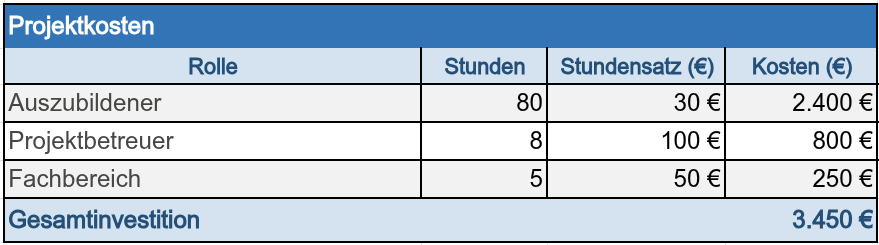 Projektkosten
Rolle Stunden Stundensatz (€) Kosten (€)
Auszubildener 80 30 € 2.400 €
Projektbetreuer 8 100 € 800 €
Fachbereich 5 50 € 250 €
Gesamtinvestition 3.450 €